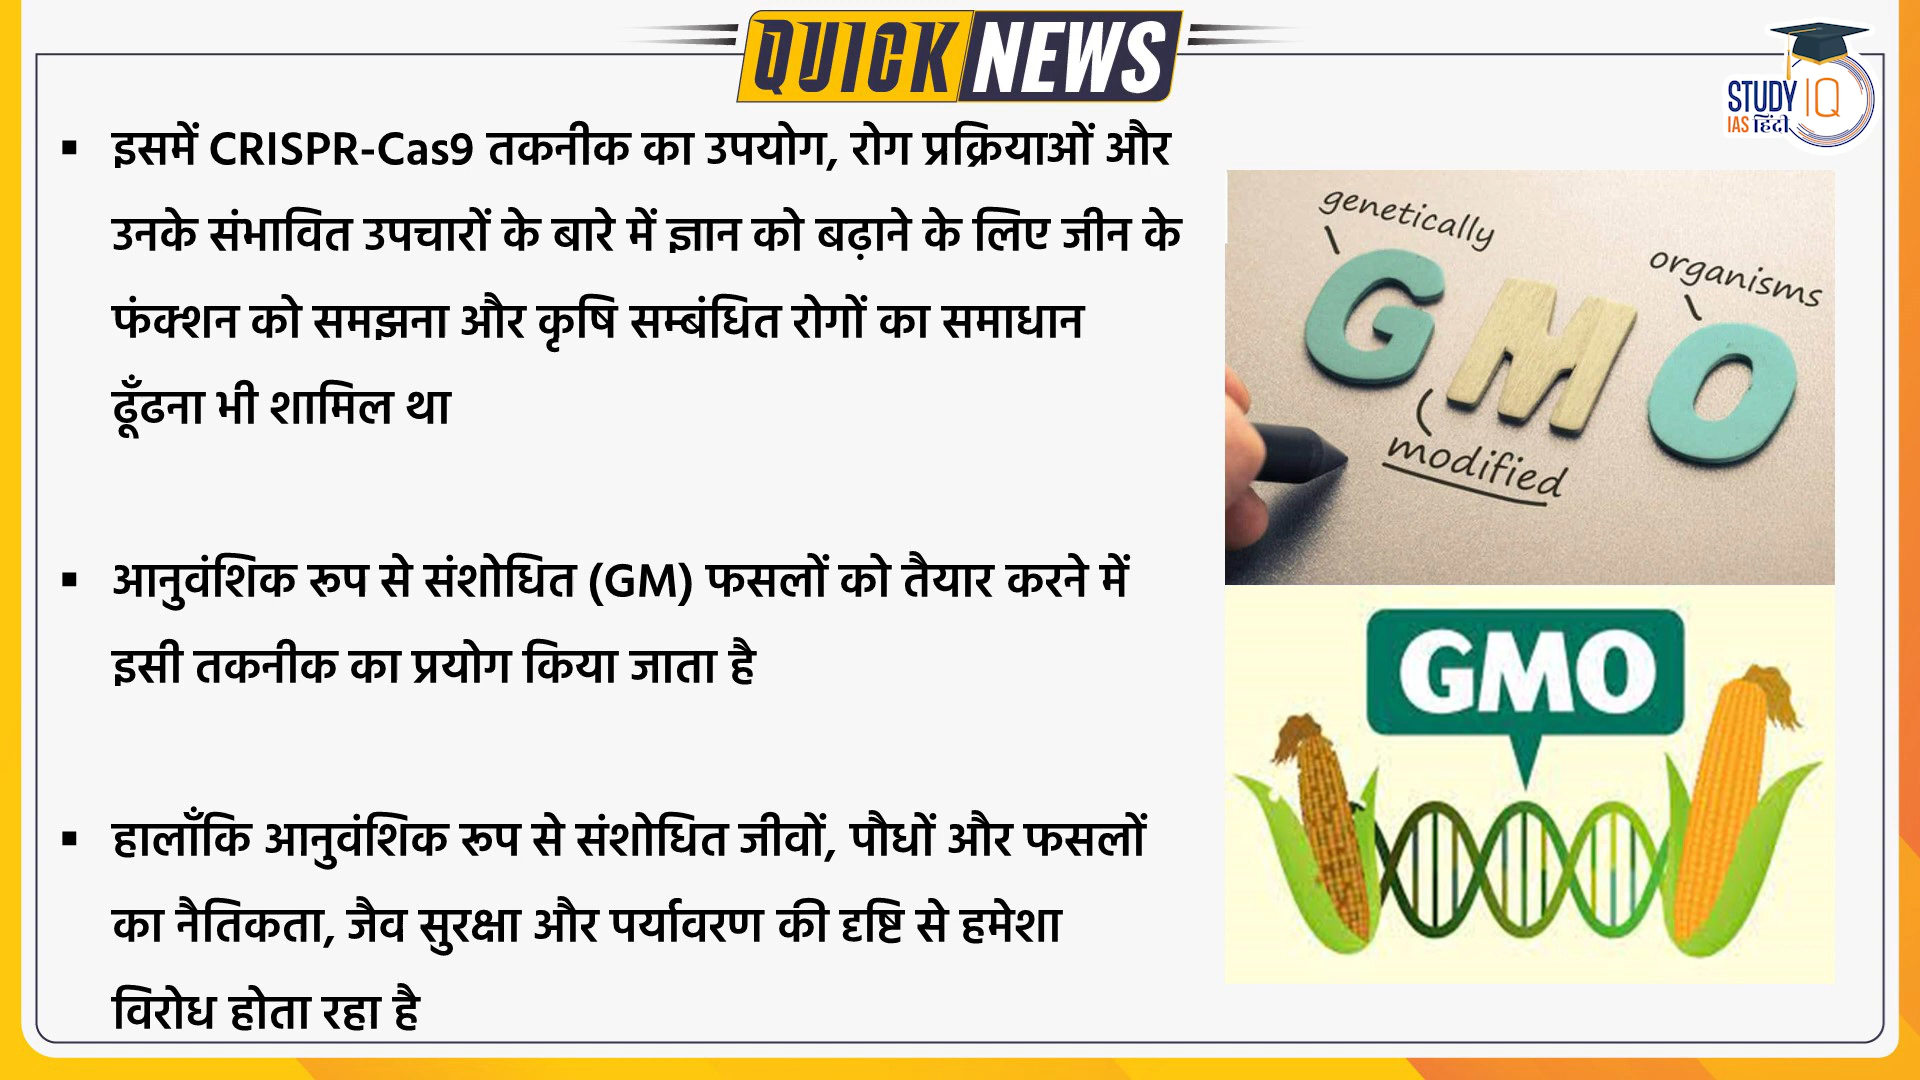 QUICK NEWS
STUDY IQ
IAS हिंदी
▪ इसमें CRISPR-Cas9 तकनीक का उपयोग, रोग प्रक्रियाओं और
उनके संभावित उपचारों के बारे में ज्ञान को बढ़ाने के लिए जीन के
फंक्शन को समझना और कृषि सम्बंधित रोगों का समाधान
ढूँढना भी शामिल था
▪ आनुवंशिक रूप से संशोधित (GM) फसलों को तैयार करने में
इसी तकनीक का प्रयोग किया जाता है
▪ हालाँकि आनुवंशिक रूप से संशोधित जीवों, पौधों और फसलों
का नैतिकता, जैव सुरक्षा और पर्यावरण की दृष्टि से हमेशा
विरोध होता रहा है
genetically
organisms
GMO
modified
GMO